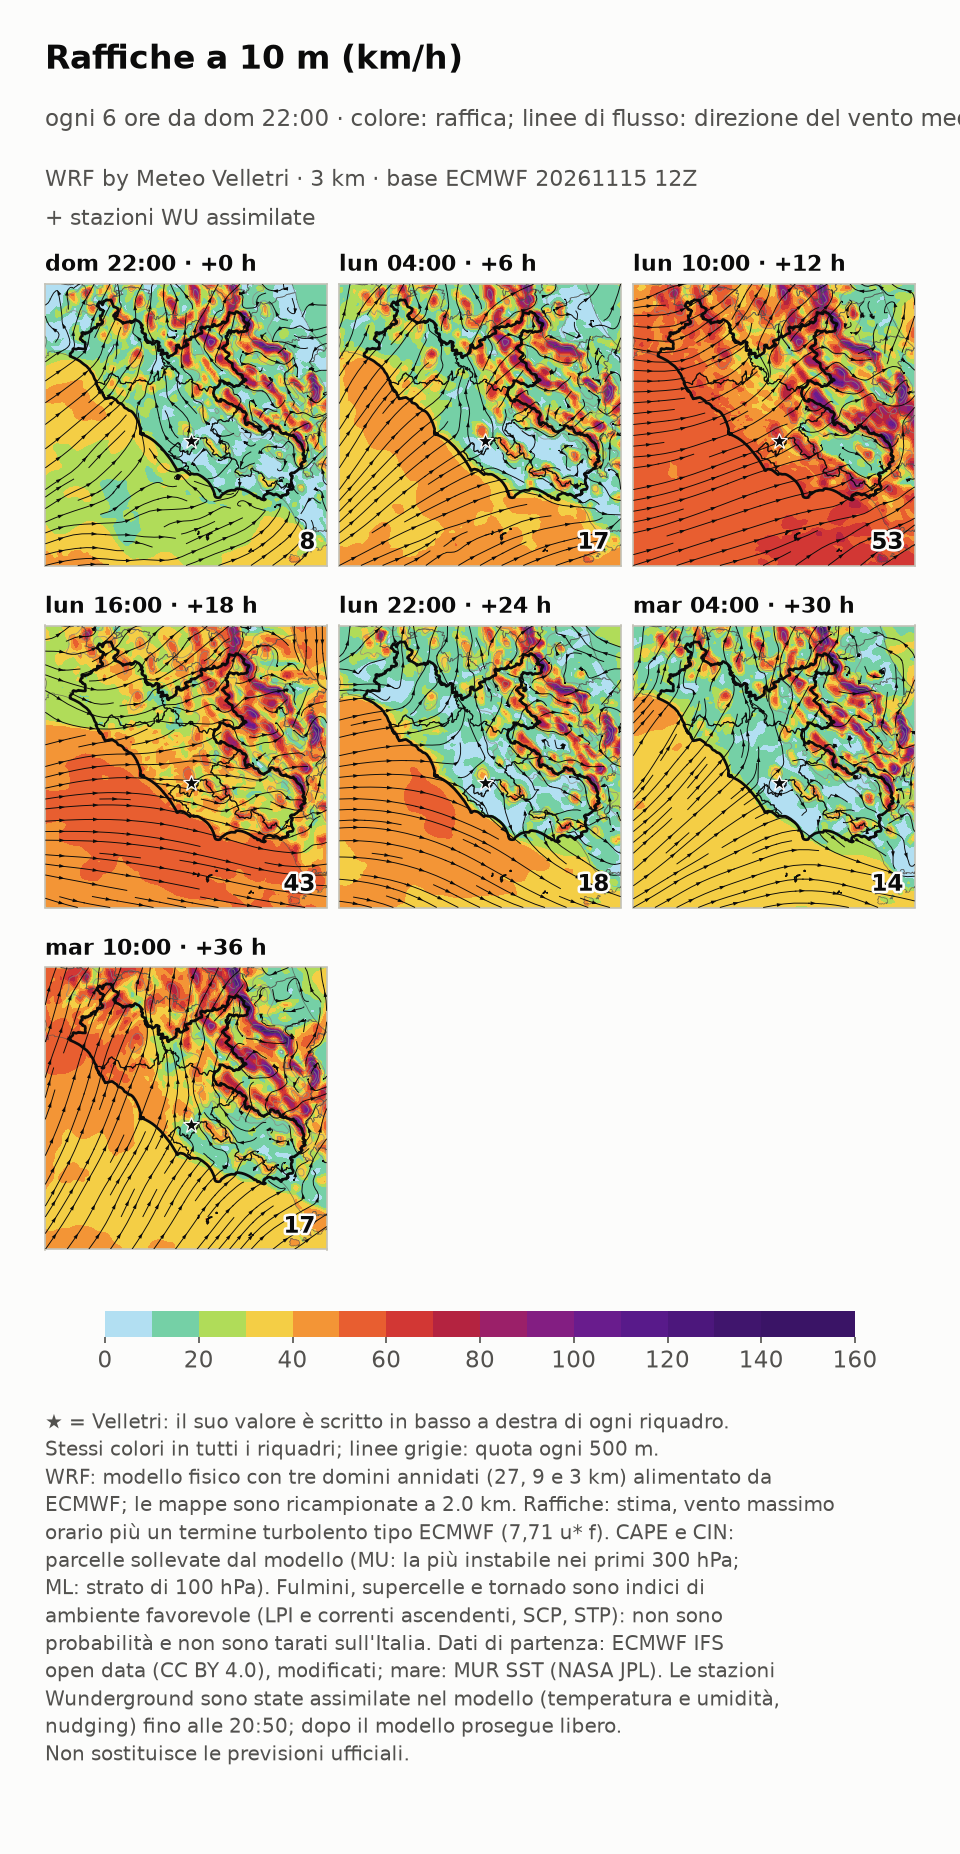 Raffiche a 10 m (km/h)
ogni 6 ore da dom 22:00 · colore: raffica; linee di flusso: direzione del vento
WRF by Meteo Velletri · 3 km · base ECMWF 20261115 12Z
+ stazioni WU assimilate
dom 22:00 · +0 h
lun 04:00 · +6 h
lun 10:00 · +12 h
8
17
53
lun 16:00 · +18 h
lun 22:00 · +24 h
mar 04:00 · +30 h
43
18
14
mar 10:00 · +36 h
17
0 20 40 60 80 100 120 140 160
★ = Velletri: il suo valore è scritto in basso a destra di ogni riquadro.
Stessi colori in tutti i riquadri; linee grigie: quota ogni 500 m.
WRF: modello fisico con tre domini annidati (27, 9 e 3 km) alimentato da
ECMWF; le mappe sono ricampionate a 2.0 km. Raffiche: stima, vento massimo
orario più un termine turbolento tipo ECMWF (7,71 u* f). CAPE e CIN:
parcelle sollevate dal modello (MU: la più instabile nei primi 300 hPa;
ML: strato di 100 hPa). Fulmini, supercelle e tornado sono indici di
ambiente favorevole (LPI e correnti ascendenti, SCP, STP): non sono
probabilità e non sono tarati sull'Italia. Dati di partenza: ECMWF IFS
open data (CC BY 4.0), modificati; mare: MUR SST (NASA JPL). Le stazioni
Wunderground sono state assimilate nel modello (temperatura e umidità,
nudging) fino alle 20:50; dopo il modello prosegue libero.
Non sostituisce le previsioni ufficiali.